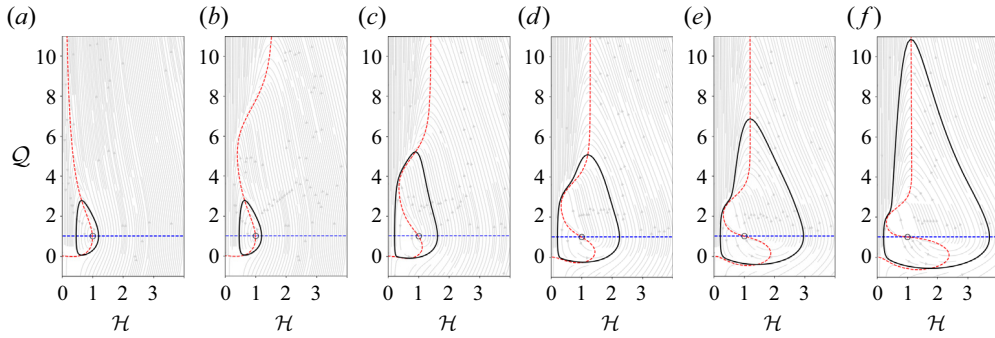 (a) (b) (c) (d) (e) (f)
10 10 10 10 10 10
8 8 8 8 8 8
6 6 6 6 6 6
Q
4 4 4 4 4 4
2 2 2 2 2 2
0 0 0 0 0 0
0 1 2 3 0 1 2 3 0 1 2 3 0 1 2 3 0 1 2 3 0 1 2 3
H H H H H H